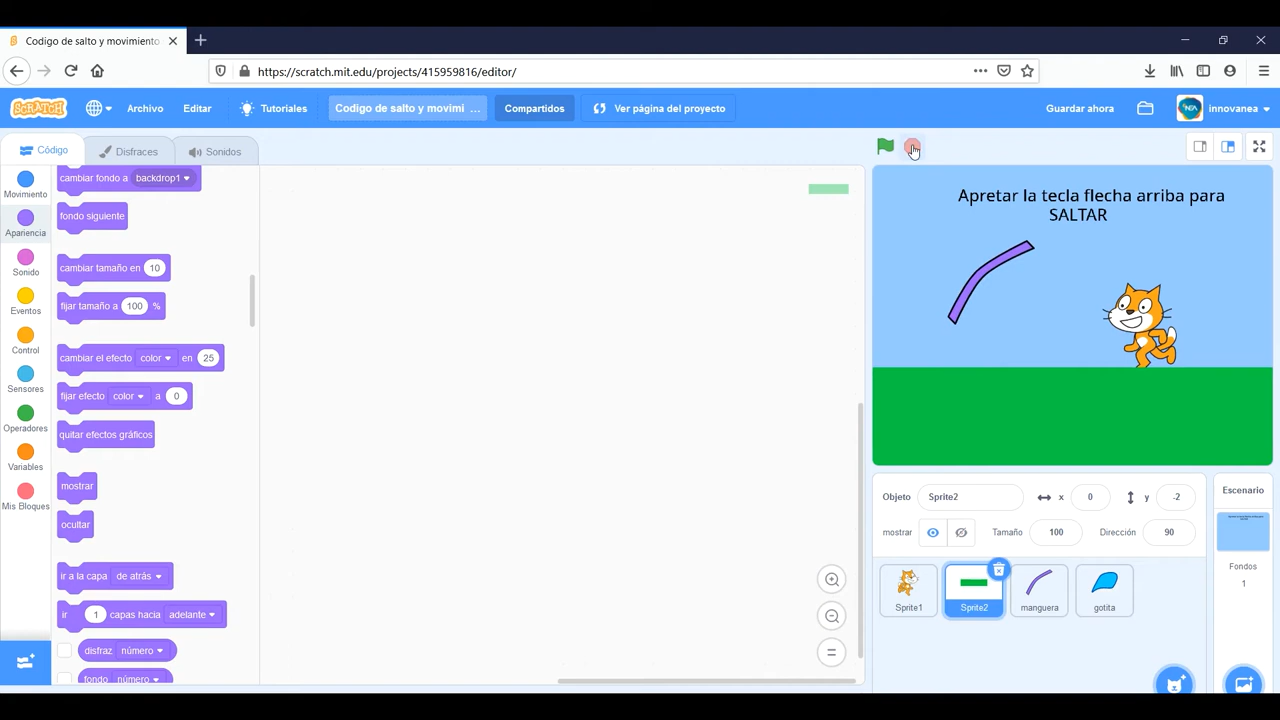 Codigo de salto y movimiento
https://scratch.mit.edu/projects/415959816/editor/
SCRATCH
Archivo
Editar
Tutoriales
Codigo de salto y movimi ...
Compartidos
Ver página del proyecto
Guardar ahora
innovanea
Código
Disfraces
Sonidos
Movimiento
Apariencia
Sonido
Eventos
Control
Sensores
Operadores
Variables
Mis Bloques
cambiar fondo a backdrop1
fondo siguiente
cambiar tamaño en 10
fijar tamaño a 100 %
cambiar el efecto color en 25
fijar efecto color a 0
quitar efectos gráficos
mostrar
ocultar
ir a la capa de atrás
ir 1 capas hacia adelante
disfraz número
fondo número
Apretar la tecla flecha arriba para
SALTAR
Objeto Sprite2 x 0 y -2
mostrar Tamaño 100 Dirección 90
Sprite1
Sprite2
manguera
gotita
Escenario
Fondos
1